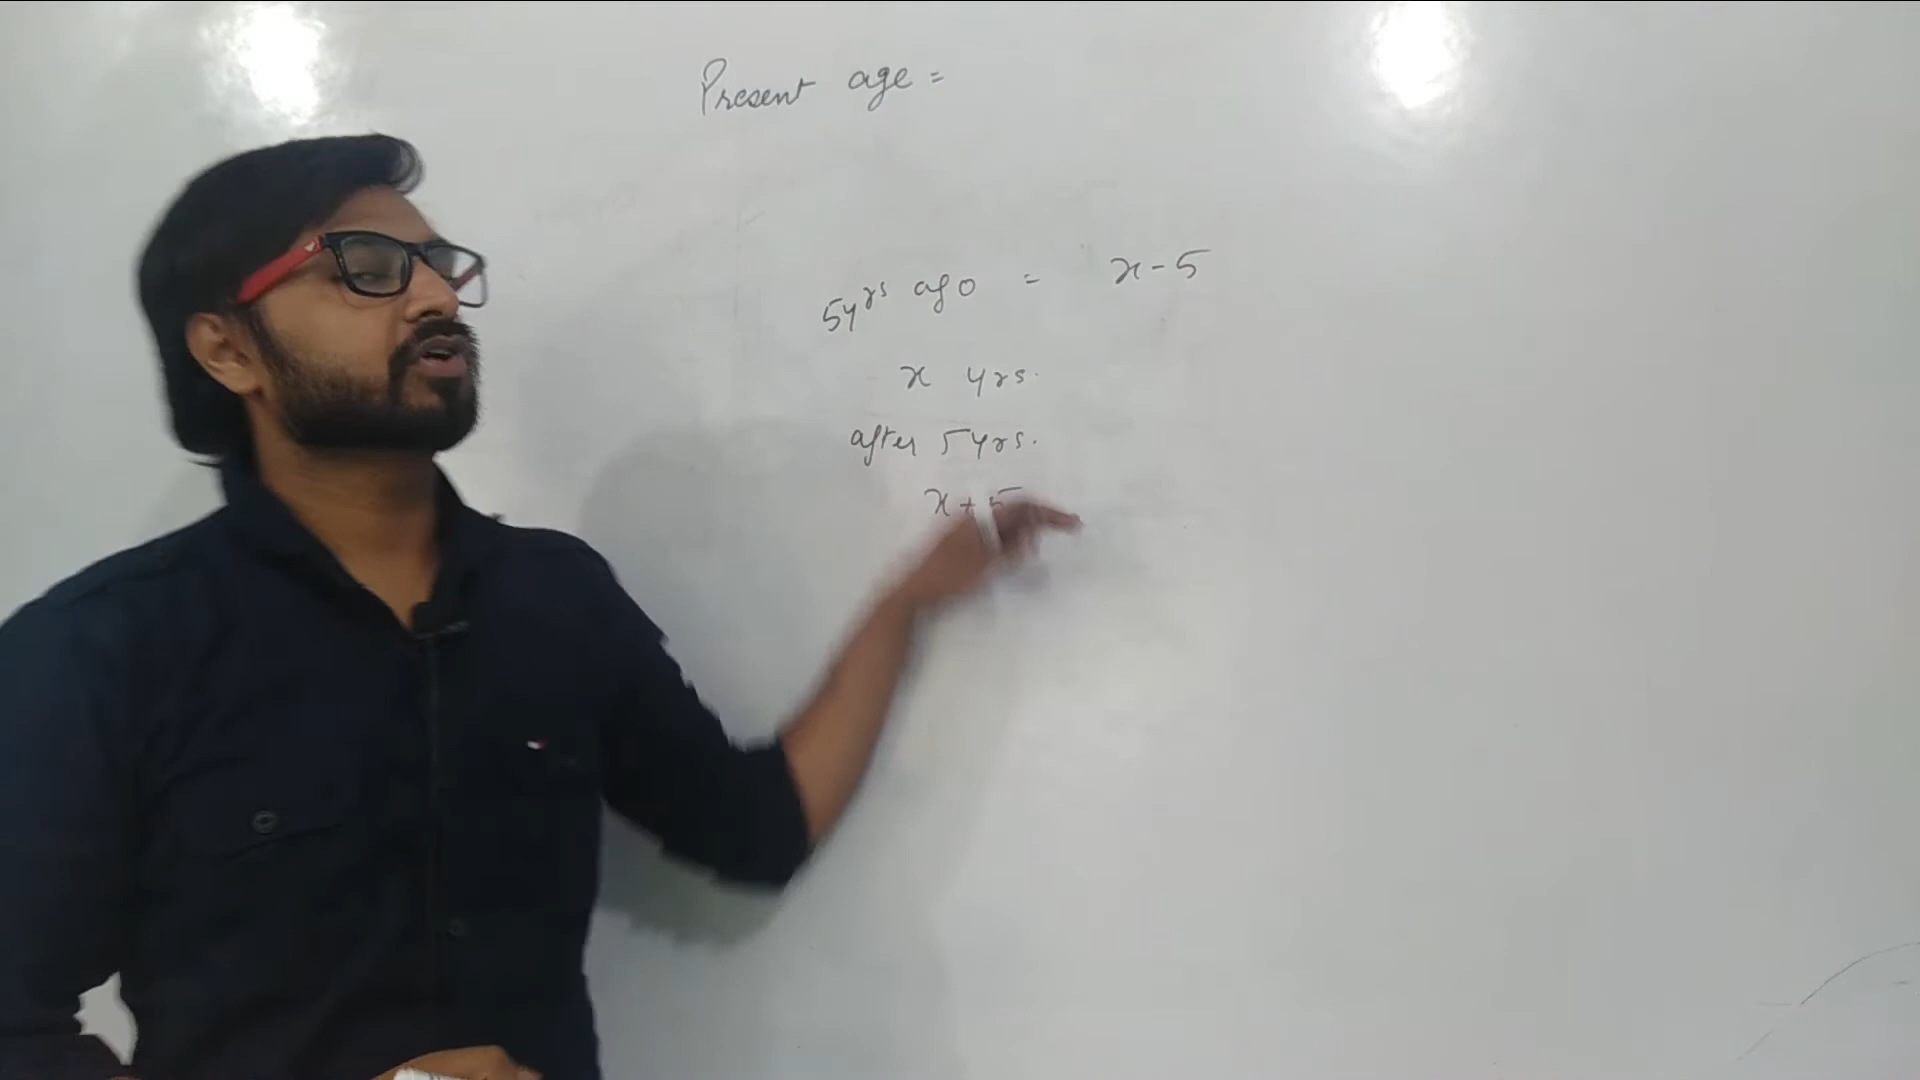 Present age =
5yrs ago = x-5
x yrs.
after 5yrs.
x+5